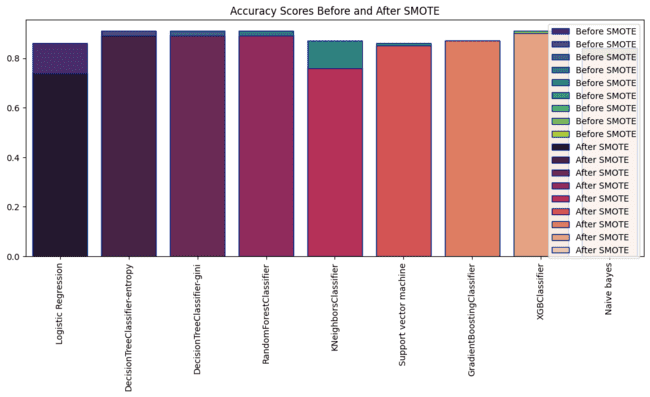 Accuracy Scores Before and After SMOTE
0.8
0.6
0.4
0.2
0.0
Before SMOTE
Before SMOTE
Before SMOTE
Before SMOTE
Before SMOTE
Before SMOTE
Before SMOTE
Before SMOTE
Before SMOTE
After SMOTE
After SMOTE
After SMOTE
After SMOTE
After SMOTE
After SMOTE
After SMOTE
After SMOTE
After SMOTE
Logistic Regression
DecisionTreeClassifier-entropy
DecisionTreeClassifier-gini
RandomForestClassifier
KNeighborsClassifier
Support vector machine
GradientBoostingClassifier
XGBClassifier
Naive bayes